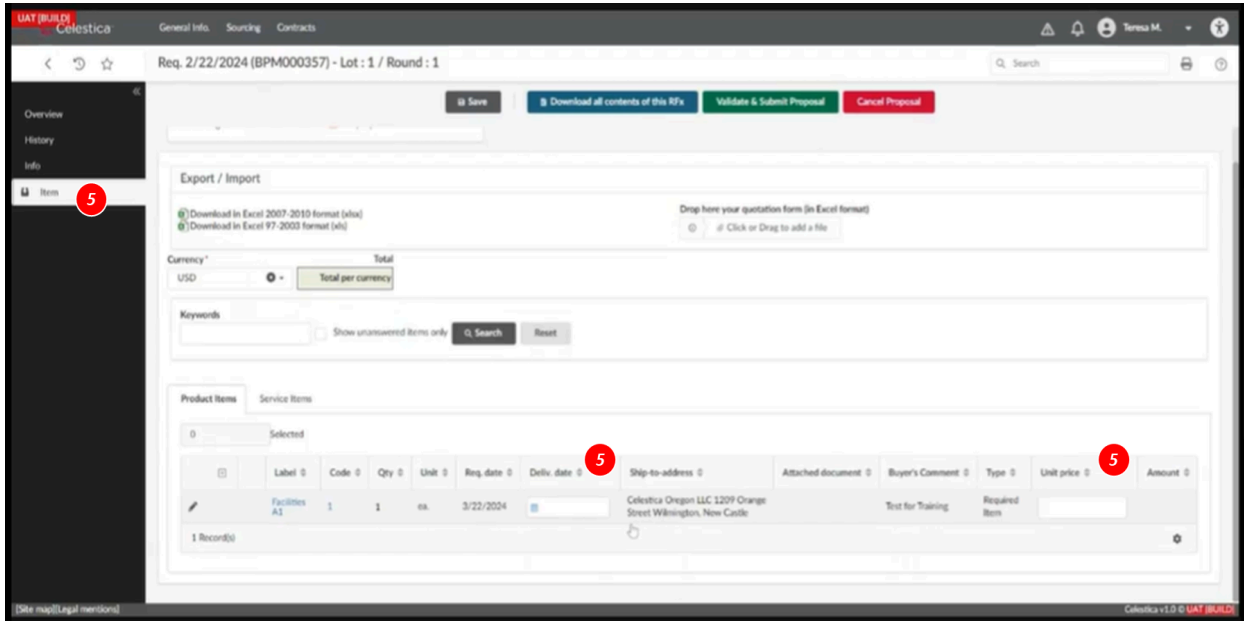 UAT [BUILD]
Celestica
General Info. Sourcing Contracts
Teresa M.
Req. 2/22/2024 (BPM000357) - Lot : 1 / Round : 1
Search
Overview
History
Info
Item
5
Save
Download all contents of this RFx
Validate & Submit Proposal
Cancel Proposal
Export / Import
Download in Excel 2007-2010 format (xlsx)
Download in Excel 97-2003 format (xls)
Drop here your quotation form (in Excel format)
Click or Drag to add a file
Currency* Total
USD Total per currency
Keywords
Show unanswered items only Search Reset
Product Items Service Items
0 Selected
5 5
Label Code Qty Unit Req. date Deliv. date Ship-to-address Attached document Buyer's Comment Type Unit price Amount
Facilities A1 1 1 ea. 3/22/2024 Celestica Oregon LLC 1209 Orange Street Wilmington, New Castle Test for Training Required Item
1 Record(s)
[Site map][Legal mentions]
Celestica v1.0 © UAT [BUILD]